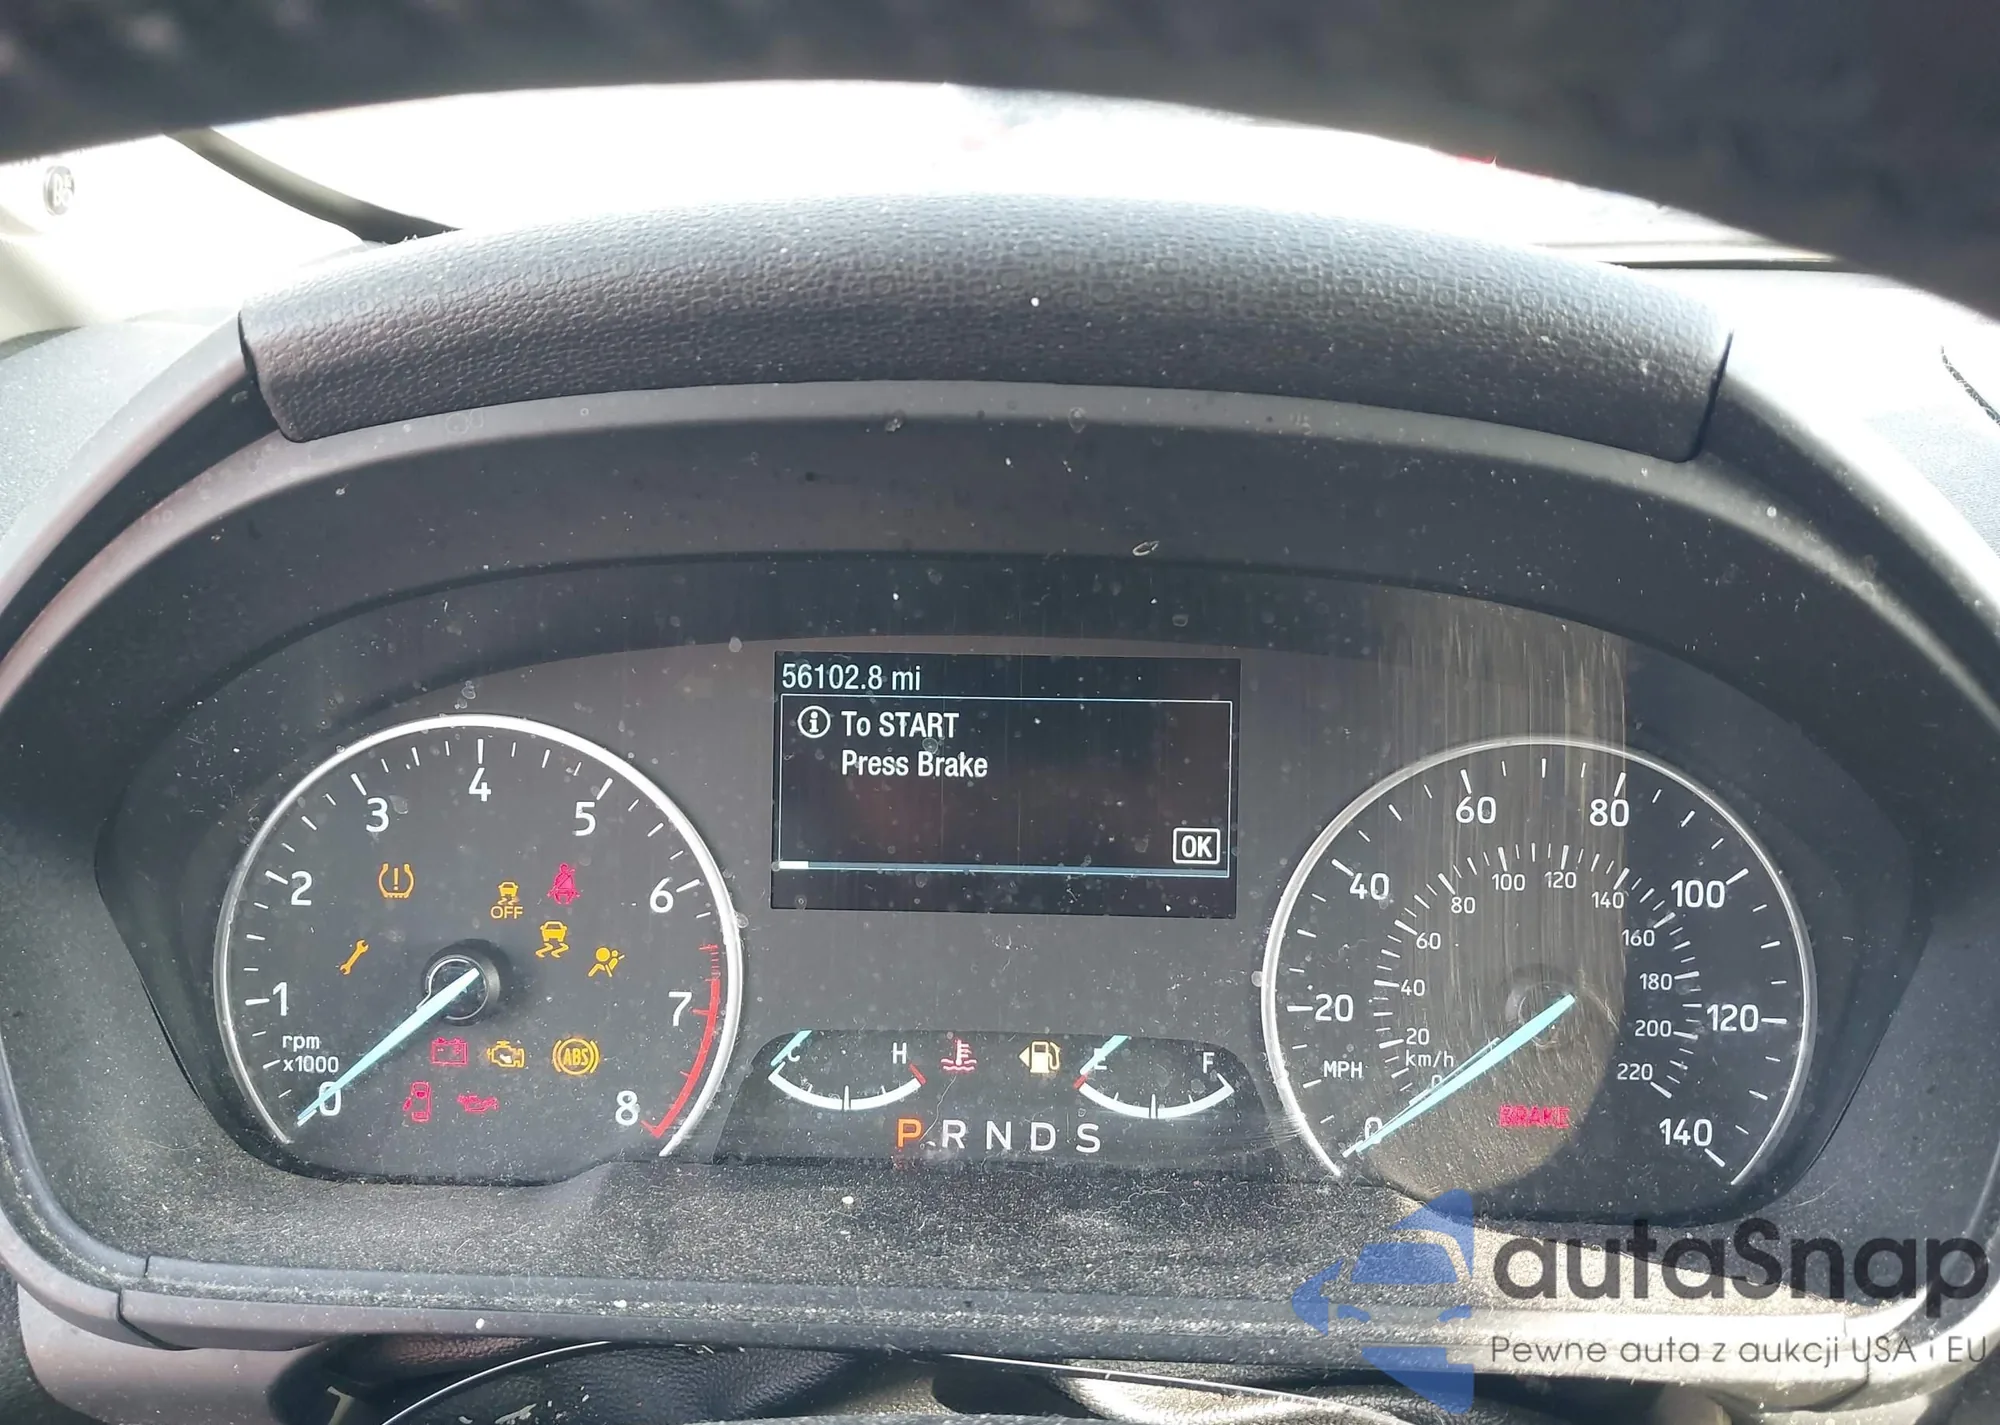 56102.8 mi
i To START
Press Brake
OK
0 1 2 3 4 5 6 7 8
rpm
x1000
OFF
ABS
C H
E F
P R N D S
0 20 40 60 80 100 120 140
MPH
0 20 40 60 80 100 120 140 160 180 200 220
km/h
BRAKE
autaSnap
Pewne auta z aukcji USA i EU